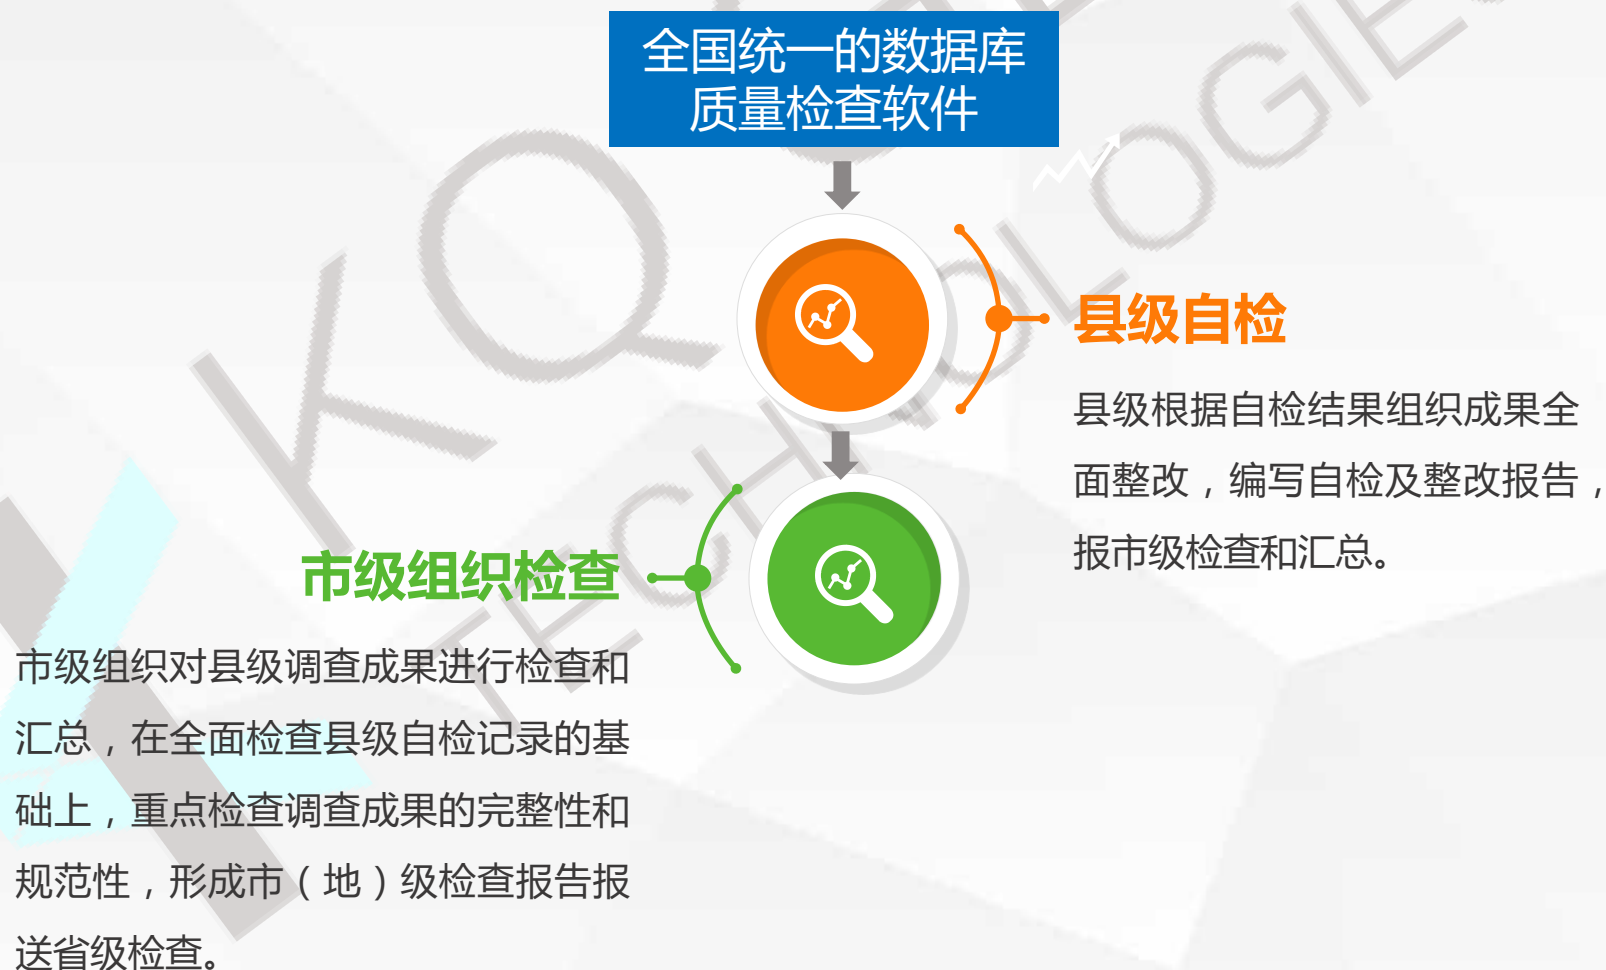 全国统一的数据库
质量检查软件
县级自检
县级根据自检结果组织成果全
面整改，编写自检及整改报告，
报市级检查和汇总。
市级组织检查
市级组织对县级调查成果进行检查和
汇总，在全面检查县级自检记录的基
础上，重点检查调查成果的完整性和
规范性，形成市（地）级检查报告报
送省级检查。